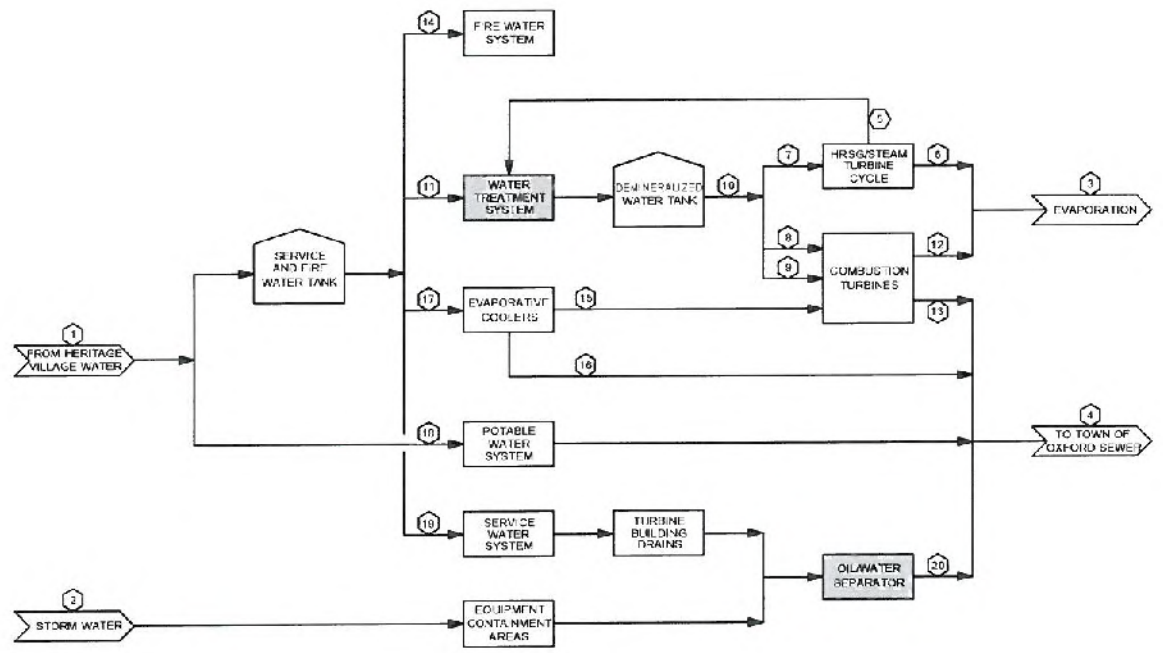 14
FIRE WATER
SYSTEM
5
7
HRSG/STEAM
TURBINE
CYCLE
6
11
WATER
TREATMENT
SYSTEM
DEMINERALIZED
WATER TANK
10
3
EVAPORATION
8
9
COMBUSTION
TURBINES
12
13
SERVICE
AND FIRE
WATER TANK
17
EVAPORATIVE
COOLERS
15
16
1
FROM HERITAGE
VILLAGE WATER
18
POTABLE
WATER
SYSTEM
4
TO TOWN OF
OXFORD SEWER
19
SERVICE
WATER
SYSTEM
TURBINE
BUILDING
DRAINS
OIL/WATER
SEPARATOR
20
2
STORM WATER
EQUIPMENT
CONTAINMENT
AREAS